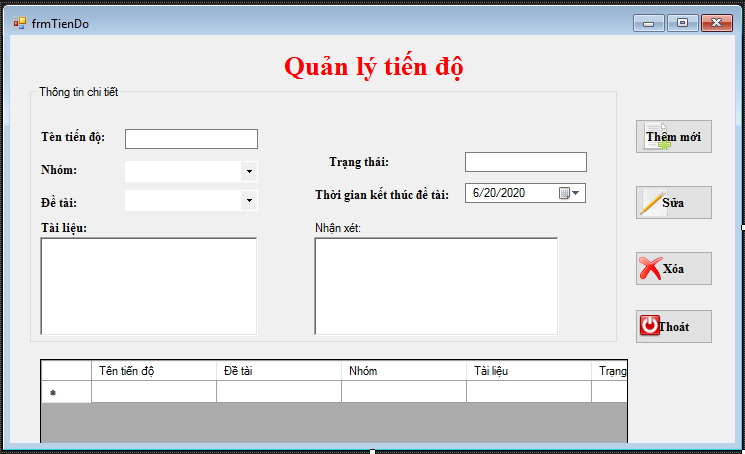 frmTienDo
Quản lý tiến độ
Thông tin chi tiết
Tên tiến độ:
Nhóm:
Đề tài:
Trạng thái:
Thời gian kết thúc đề tài:
6/20/2020
Tài liệu:
Nhận xét:
Thêm mới
Sửa
Xóa
Thoát
Tên tiến độ Đề tài Nhóm Tài liệu Trạng